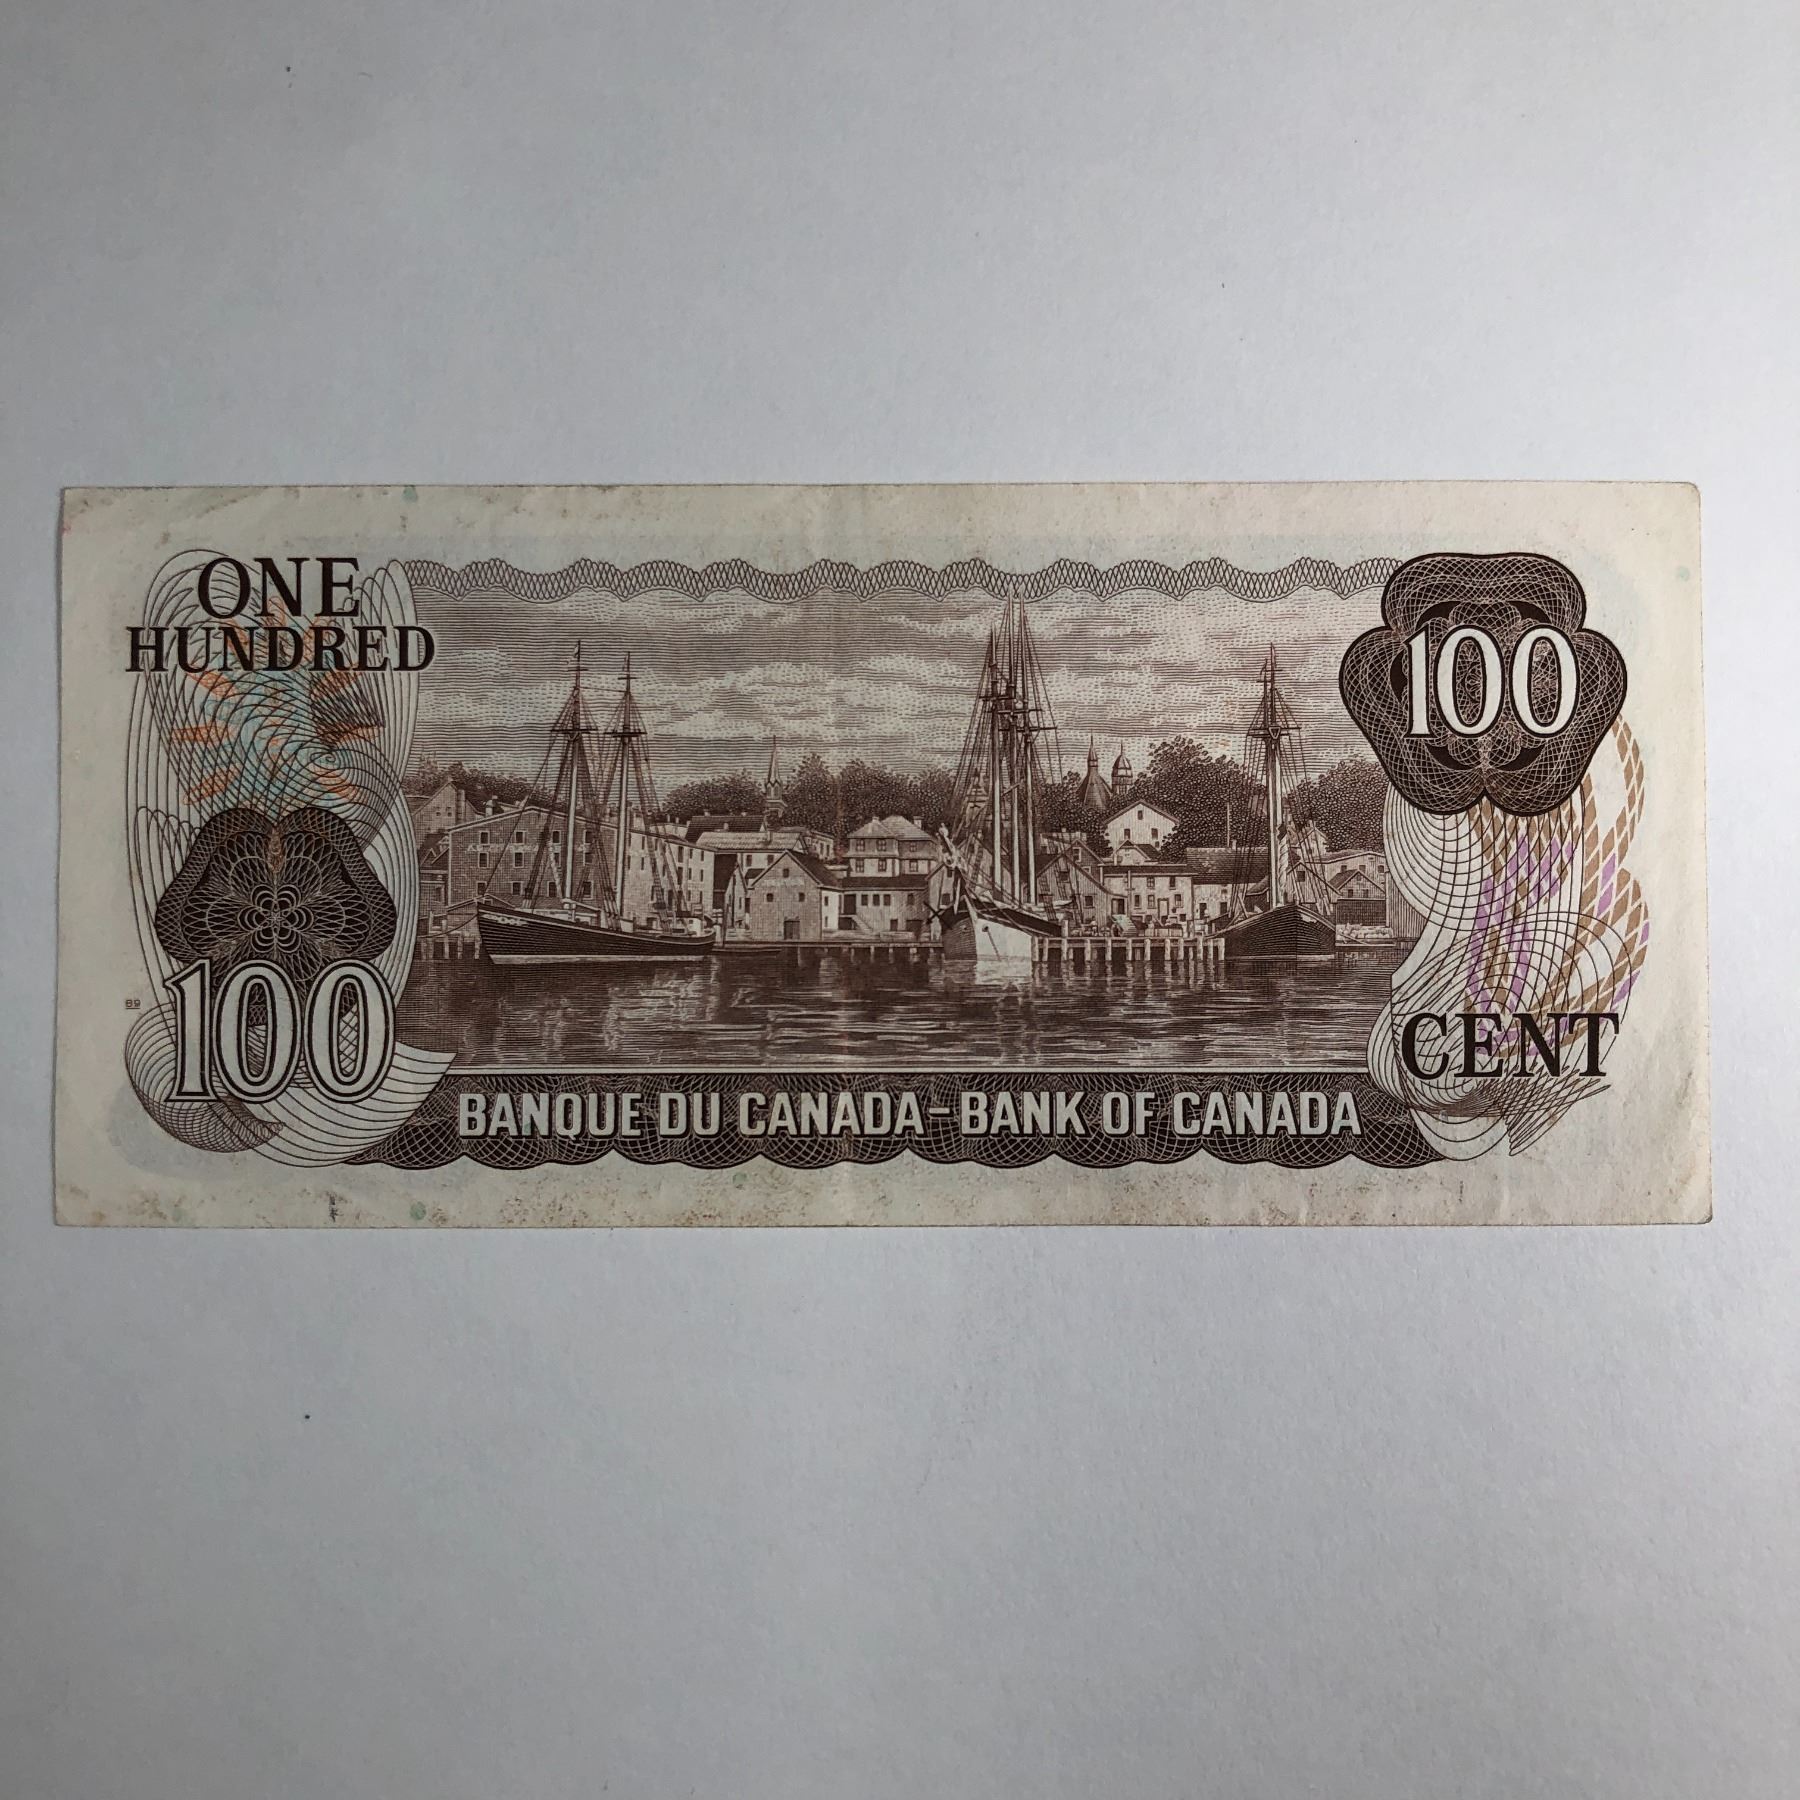 ONE
HUNDRED
100
100
CENT
BANQUE DU CANADA-BANK OF CANADA